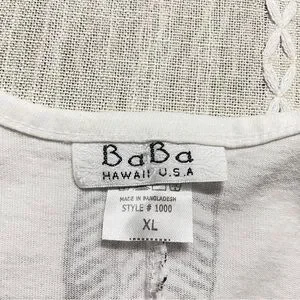 BaBa
HAWAII U.S.A
MADE IN BANGLADESH
STYLE # 1000
XL